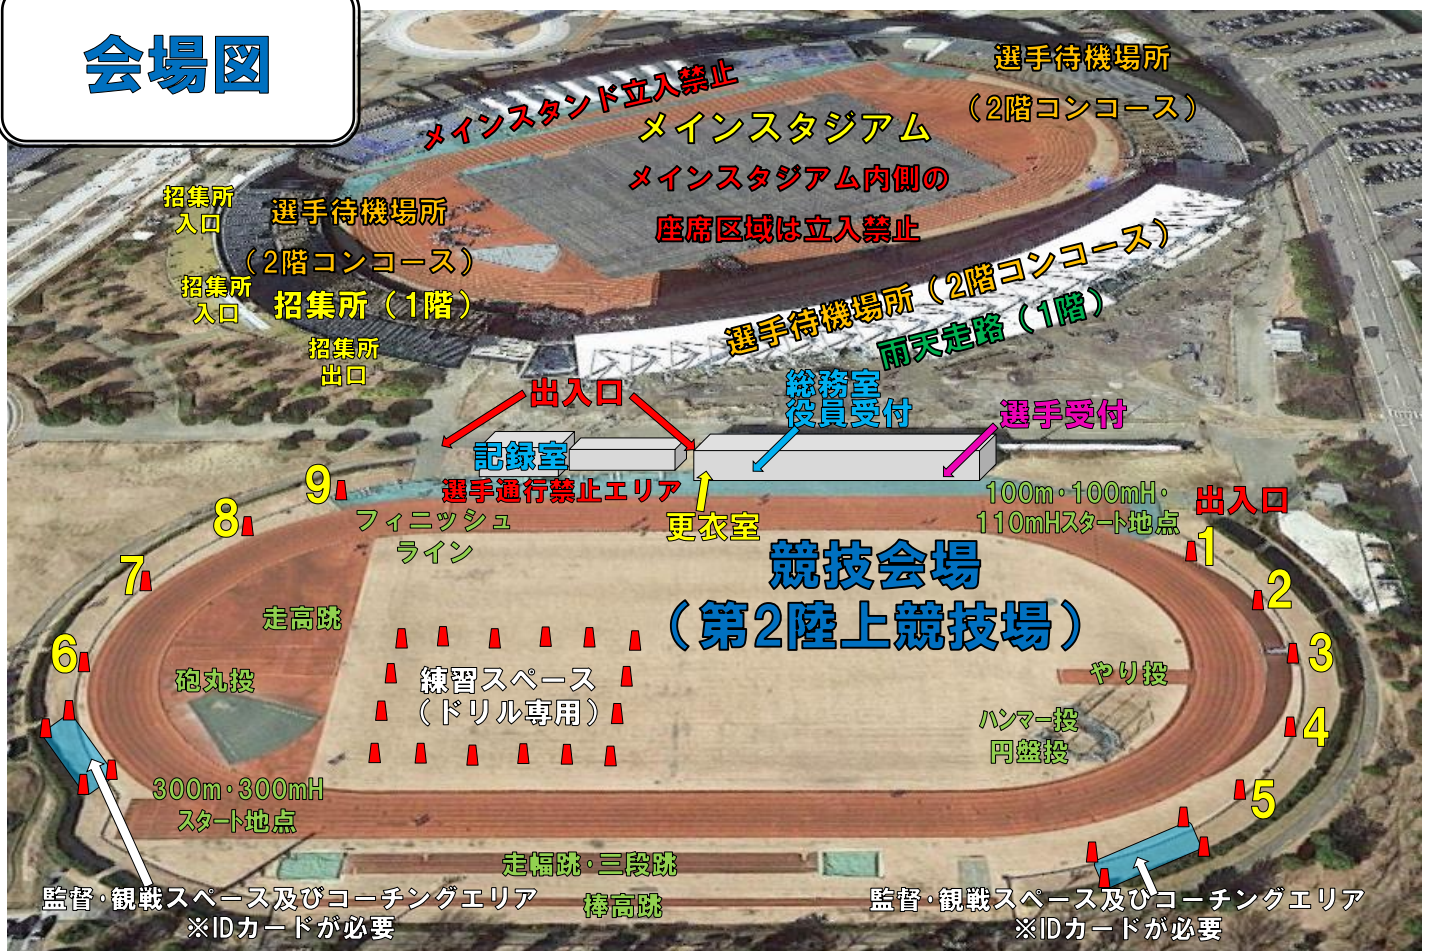 会場図
選手待機場所
（2階コンコース）
メインスタンド立入禁止
メインスタジアム
メインスタジアム内側の
座席区域は立入禁止
招集所
入口
選手待機場所
（2階コンコース）
招集所
入口
招集所（1階）
招集所
出口
選手待機場所（2階コンコース）
雨天走路（1階）
出入口
総務室
役員受付
選手受付
記録室
選手通行禁止エリア
更衣室
100m・100mH・
110mHスタート地点
出入口
フィニッシュ
ライン
9
8
7
6
1
2
3
4
5
競技会場
（第2陸上競技場）
走高跳
砲丸投
練習スペース
（ドリル専用）
やり投
ハンマー投
円盤投
300m・300mH
スタート地点
走幅跳・三段跳
棒高跳
監督・観戦スペース及びコーチングエリア
※IDカードが必要
監督・観戦スペース及びコーチングエリア
※IDカードが必要